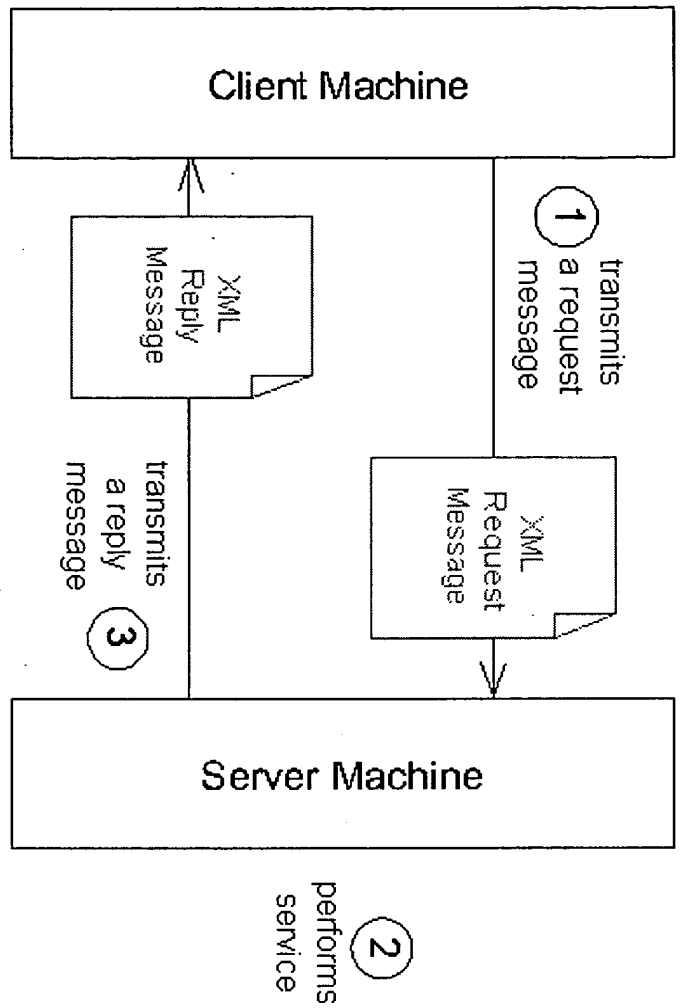 Client Machine
1
transmits
a request
message
XML
Reply
Message
XML
Request
Message
transmits
a reply
message
3
Server Machine
2
performs
service